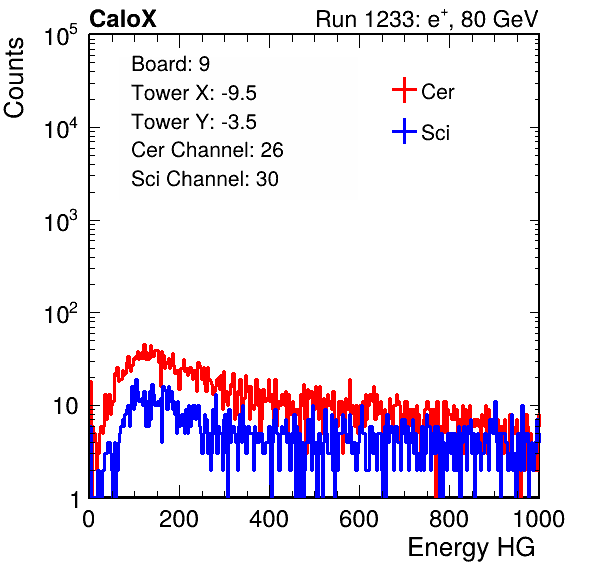 CaloX Run 1233: e⁺, 80 GeV
Counts
10⁵
10⁴
10³
10²
10
1
Board: 9
Tower X: -9.5
Tower Y: -3.5
Cer Channel: 26
Sci Channel: 30
Cer
Sci
0 200 400 600 800 1000
Energy HG